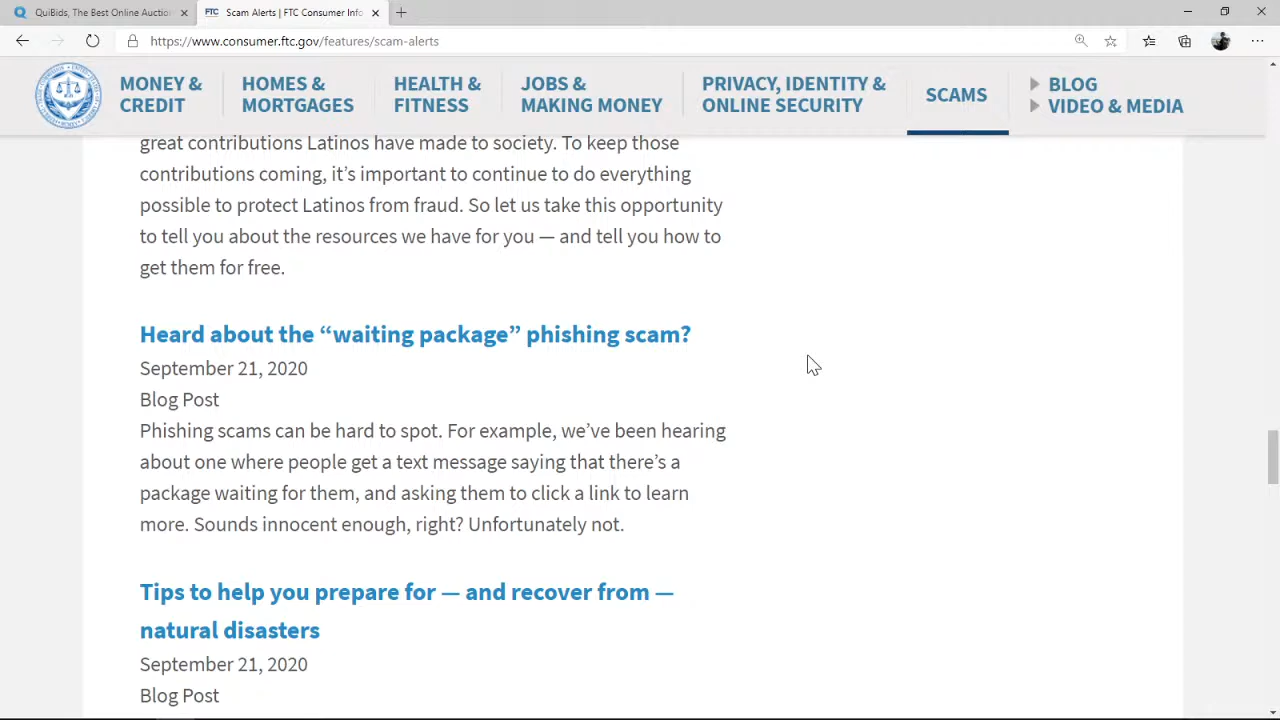 QuiBids, The Best Online Auction
FTC Scam Alerts | FTC Consumer Info
https://www.consumer.ftc.gov/features/scam-alerts
MONEY &
CREDIT
HOMES &
MORTGAGES
HEALTH &
FITNESS
JOBS &
MAKING MONEY
PRIVACY, IDENTITY &
ONLINE SECURITY
SCAMS
BLOG
VIDEO & MEDIA
great contributions Latinos have made to society. To keep those
contributions coming, it’s important to continue to do everything
possible to protect Latinos from fraud. So let us take this opportunity
to tell you about the resources we have for you — and tell you how to
get them for free.
Heard about the “waiting package” phishing scam?
September 21, 2020
Blog Post
Phishing scams can be hard to spot. For example, we’ve been hearing
about one where people get a text message saying that there’s a
package waiting for them, and asking them to click a link to learn
more. Sounds innocent enough, right? Unfortunately not.
Tips to help you prepare for — and recover from —
natural disasters
September 21, 2020
Blog Post